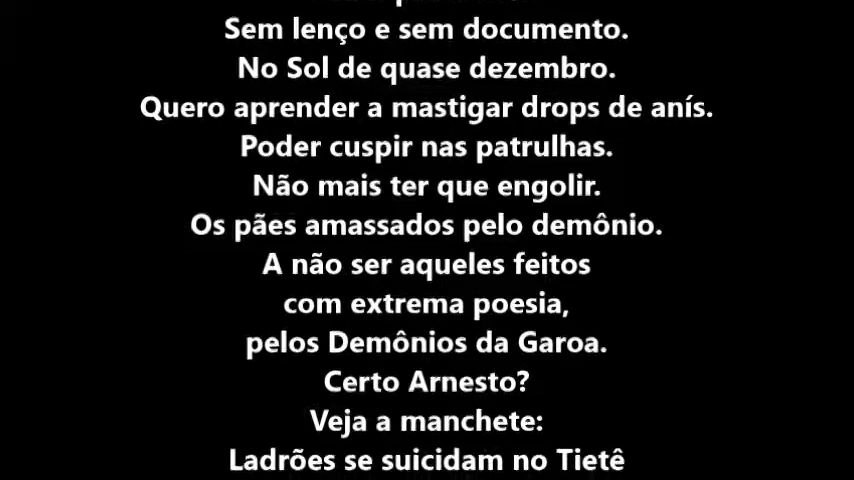 Sem lenço e sem documento.
No Sol de quase dezembro.
Quero aprender a mastigar drops de anís.
Poder cuspir nas patrulhas.
Não mais ter que engolir.
Os pães amassados pelo demônio.
A não ser aqueles feitos
com extrema poesia,
pelos Demônios da Garoa.
Certo Arnesto?
Veja a manchete:
Ladrões se suicidam no Tietê